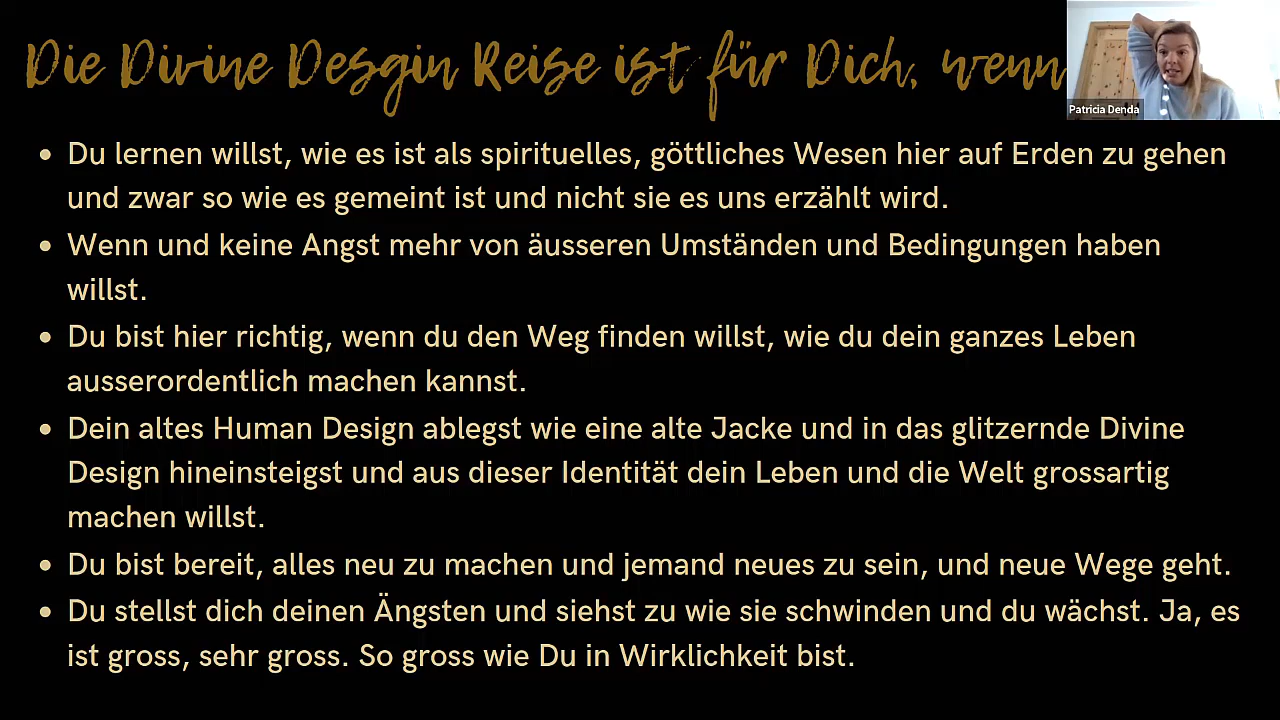 Die Divine Desgin Reise ist für Dich, wenn
Patricia Denda
• Du lernen willst, wie es ist als spirituelles, göttliches Wesen hier auf Erden zu gehen
und zwar so wie es gemeint ist und nicht sie es uns erzählt wird.
• Wenn und keine Angst mehr von äusseren Umständen und Bedingungen haben
willst.
• Du bist hier richtig, wenn du den Weg finden willst, wie du dein ganzes Leben
ausserordentlich machen kannst.
• Dein altes Human Design ablegst wie eine alte Jacke und in das glitzernde Divine
Design hineinsteigst und aus dieser Identität dein Leben und die Welt grossartig
machen willst.
• Du bist bereit, alles neu zu machen und jemand neues zu sein, und neue Wege geht.
• Du stellst dich deinen Ängsten und siehst zu wie sie schwinden und du wächst. Ja, es
ist gross, sehr gross. So gross wie Du in Wirklichkeit bist.